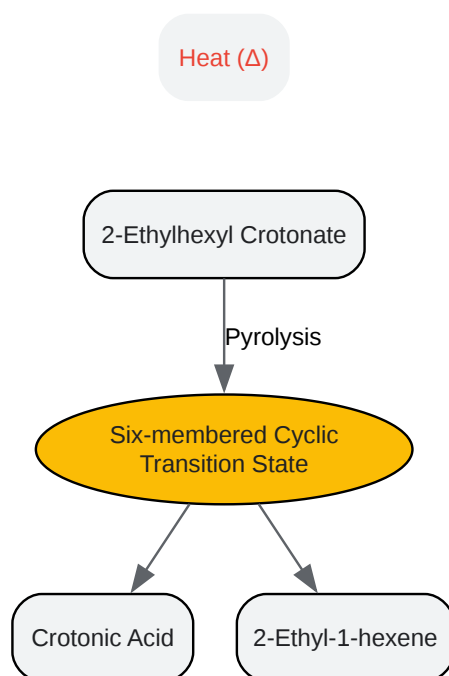 Heat (Δ)
2-Ethylhexyl Crotonate
Pyrolysis
Six-membered Cyclic
Transition State
Crotonic Acid
2-Ethyl-1-hexene